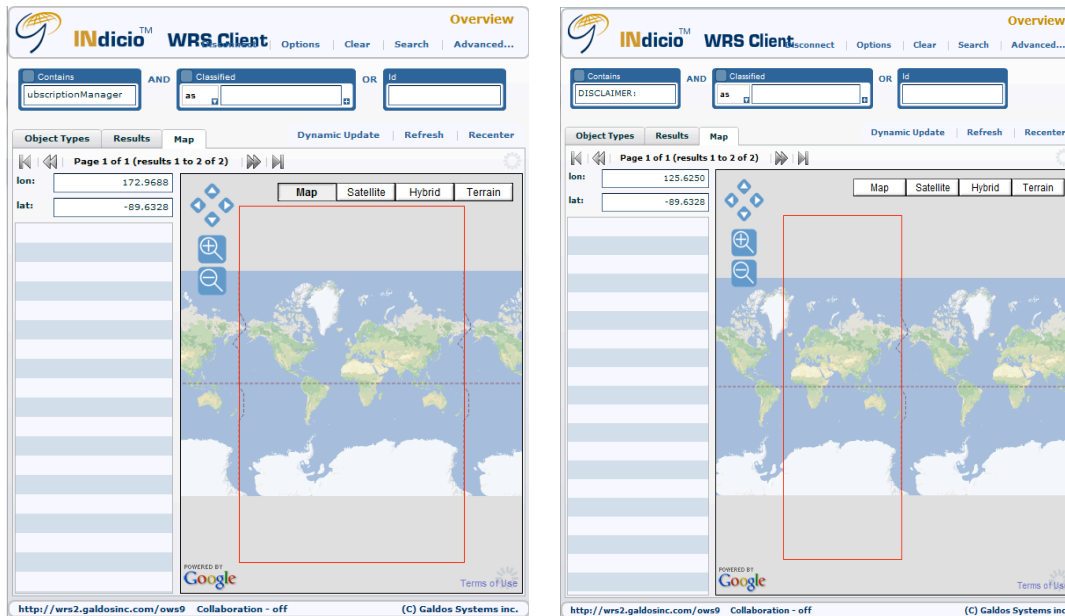 Overview
INdicio™ WRS Client
Disconnect | Options | Clear | Search | Advanced...
Contains
AND
Classified
OR
Id
ubscriptionManager
as
Object Types
Results
Map
Dynamic Update | Refresh | Recenter
Page 1 of 1 (results 1 to 2 of 2)
lon:
172.9688
lat:
-89.6328
Map
Satellite
Hybrid
Terrain
POWERED BY
Google
Terms of Use
http://wrs2.galdosinc.com/ows9 Collaboration - off (C) Galdos Systems inc.
Overview
INdicio™ WRS Client
sconnect | Options | Clear | Search | Advanced...
Contains
AND
Classified
OR
Id
DISCLAIMER:
as
Object Types
Results
Map
Dynamic Update | Refresh | Recenter
Page 1 of 1 (results 1 to 2 of 2)
lon:
125.6250
lat:
-89.6328
Map
Satellite
Hybrid
Terrain
POWERED BY
Google
Terms of Use
http://wrs2.galdosinc.com/ows9 Collaboration - off (C) Galdos Systems inc